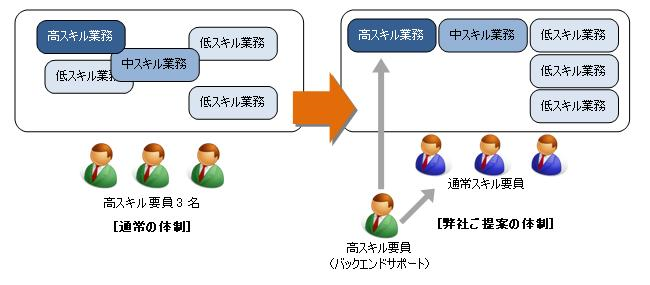 高スキル業務
低スキル業務
中スキル業務
低スキル業務
低スキル業務
高スキル要員３名
[通常の体制]
高スキル業務
中スキル業務
低スキル業務
低スキル業務
低スキル業務
通常スキル要員
高スキル要員
（バックエンドサポート）
[弊社ご提案の体制]